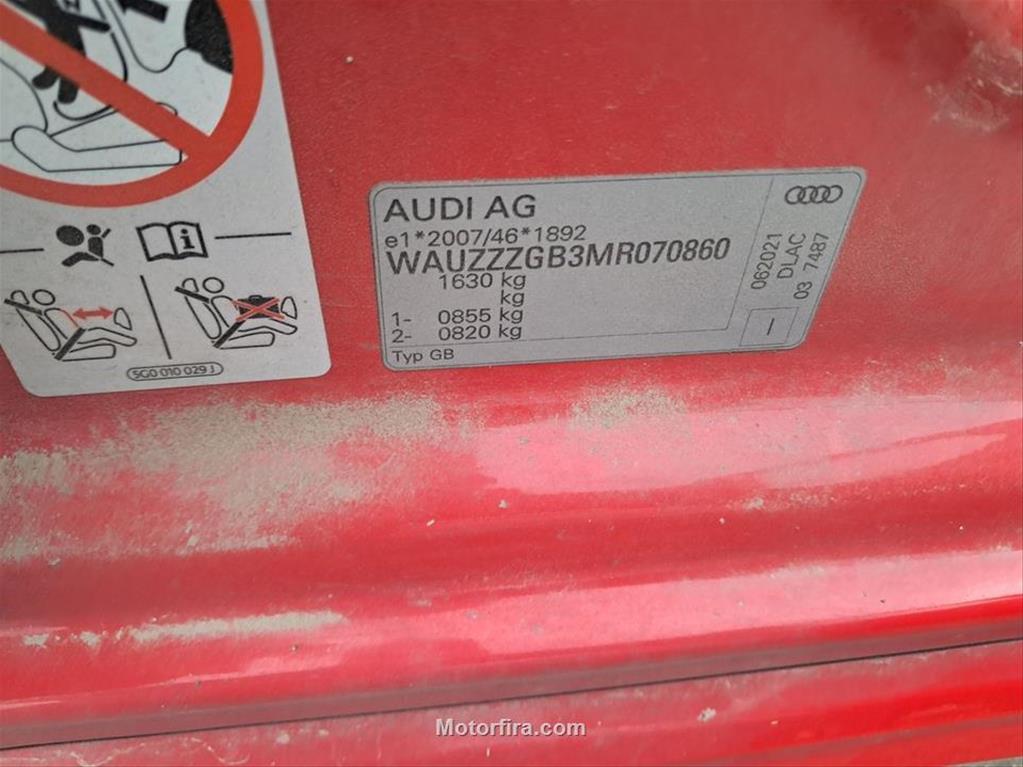 AUDI AG
e1*2007/46*1892
WAUZZZGB3MR070860
1630 kg
kg
1- 0855 kg
2- 0820 kg
Typ GB
062021
DLAC
03 7487
I
i
5G0 010 029 J
Motorfira.com